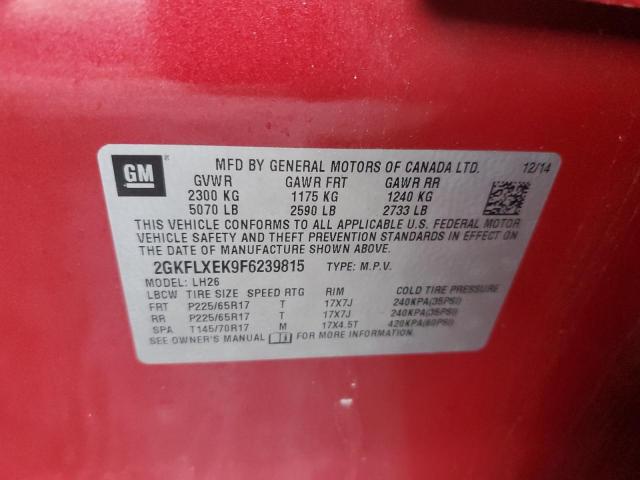 GM
MFD BY GENERAL MOTORS OF CANADA LTD. 12/14
GVWR GAWR FRT GAWR RR
2300 KG 1175 KG 1240 KG
5070 LB 2590 LB 2733 LB
THIS VEHICLE CONFORMS TO ALL APPLICABLE U.S. FEDERAL MOTOR
VEHICLE SAFETY AND THEFT PREVENTION STANDARDS IN EFFECT ON
THE DATE OF MANUFACTURE SHOWN ABOVE.
2GKFLXEK9F6239815 TYPE: M.P.V.
MODEL: LH26
LBCW TIRE SIZE SPEED RTG RIM COLD TIRE PRESSURE
FRT P225/65R17 T 17X7J 240KPA(35PSI)
RR P225/65R17 T 17X7J 240KPA(35PSI)
SPA T145/70R17 M 17X4.5T 420KPA(60PSI)
SEE OWNER'S MANUAL FOR MORE INFORMATION.